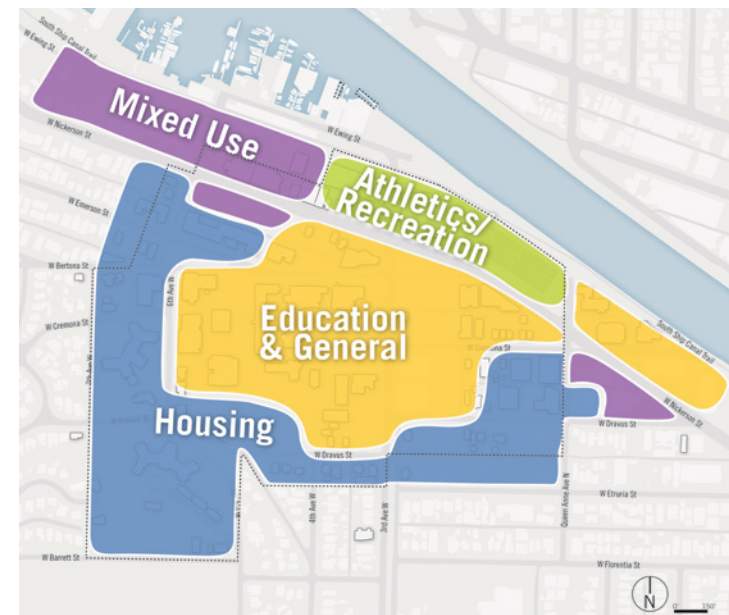 South Ship Canal Trail
W Ewing St
W Nickerson St
Mixed Use
W Ewing St
Athletics/
Recreation
W Emerson St
W Bertona St
6th Ave W
W Cremona St
Education
& General
South Ship Canal Trail
W Nickerson St
Housing
W Dravus St
W Dravus St
4th Ave W
3rd Ave W
Queen Anne Ave N
W Etruria St
W Barrett St
W Florentia St
N
0'